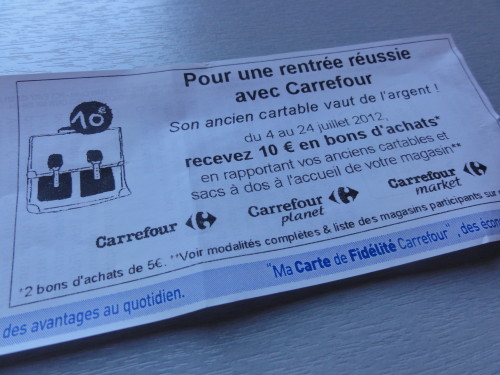 Pour une rentrée réussie
avec Carrefour
Son ancien cartable vaut de l'argent !
10€
du 4 au 24 juillet 2012,
recevez 10 € en bons d'achats*
en rapportant vos anciens cartables et
sacs à dos à l'accueil de votre magasin**
Carrefour
Carrefour planet
Carrefour market
*2 bons d'achats de 5€. **Voir modalités complètes & liste des magasins participants sur
des avantages au quotidien.
"Ma Carte de Fidélité Carrefour", des écon